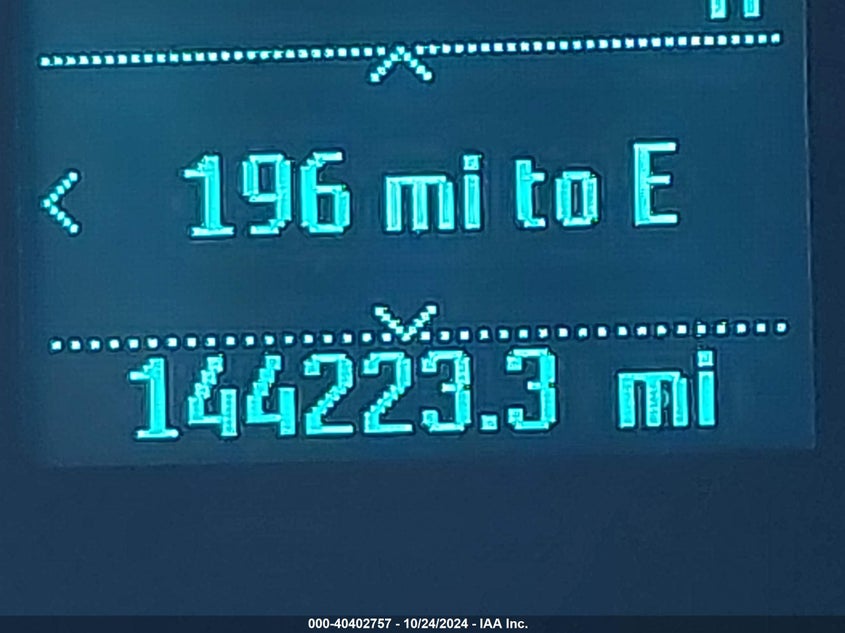 196 mi to E
144223.3 mi
000-40402757 - 10/24/2024 - IAA Inc.